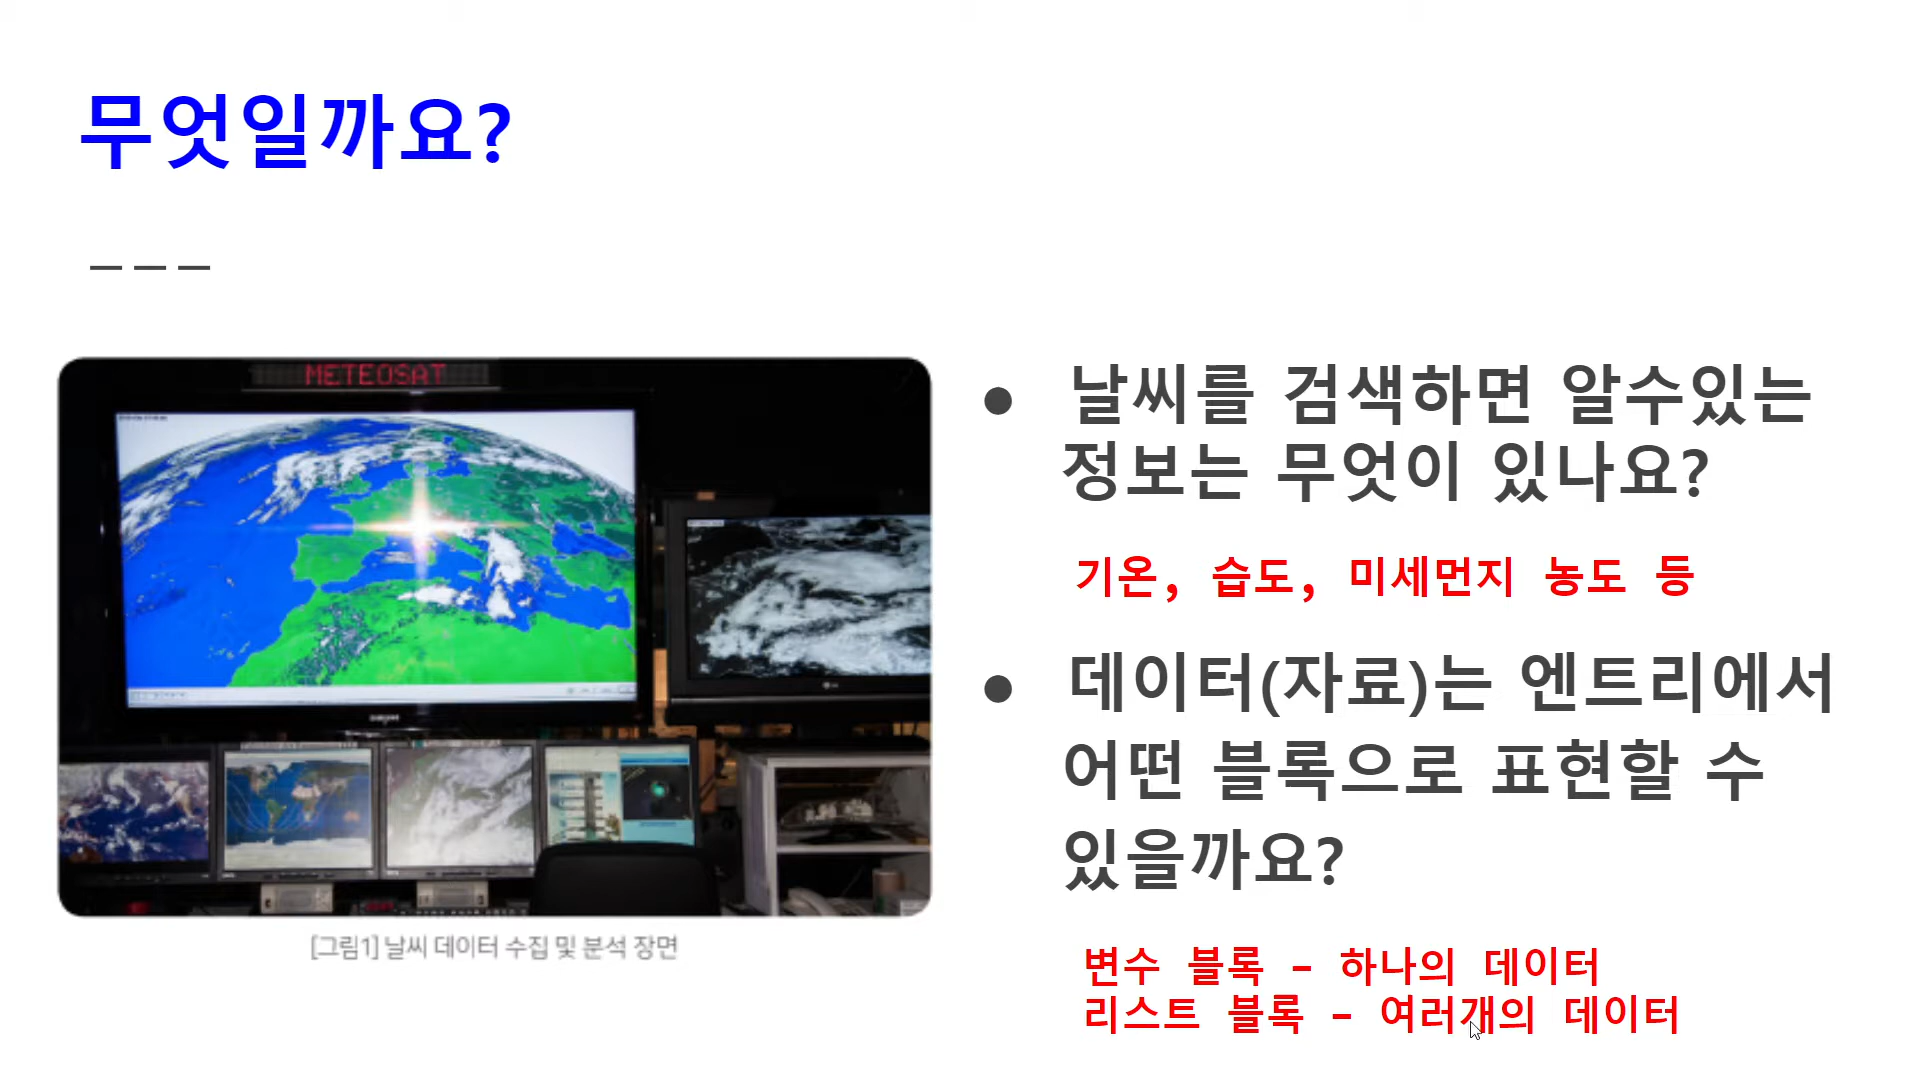 무엇일까요?
METEOSAT
[그림1] 날씨 데이터 수집 및 분석 장면
● 날씨를 검색하면 알수있는
정보는 무엇이 있나요?
기온, 습도, 미세먼지 농도 등
● 데이터(자료)는 엔트리에서
어떤 블록으로 표현할 수
있을까요?
변수 블록 - 하나의 데이터
리스트 블록 - 여러개의 데이터